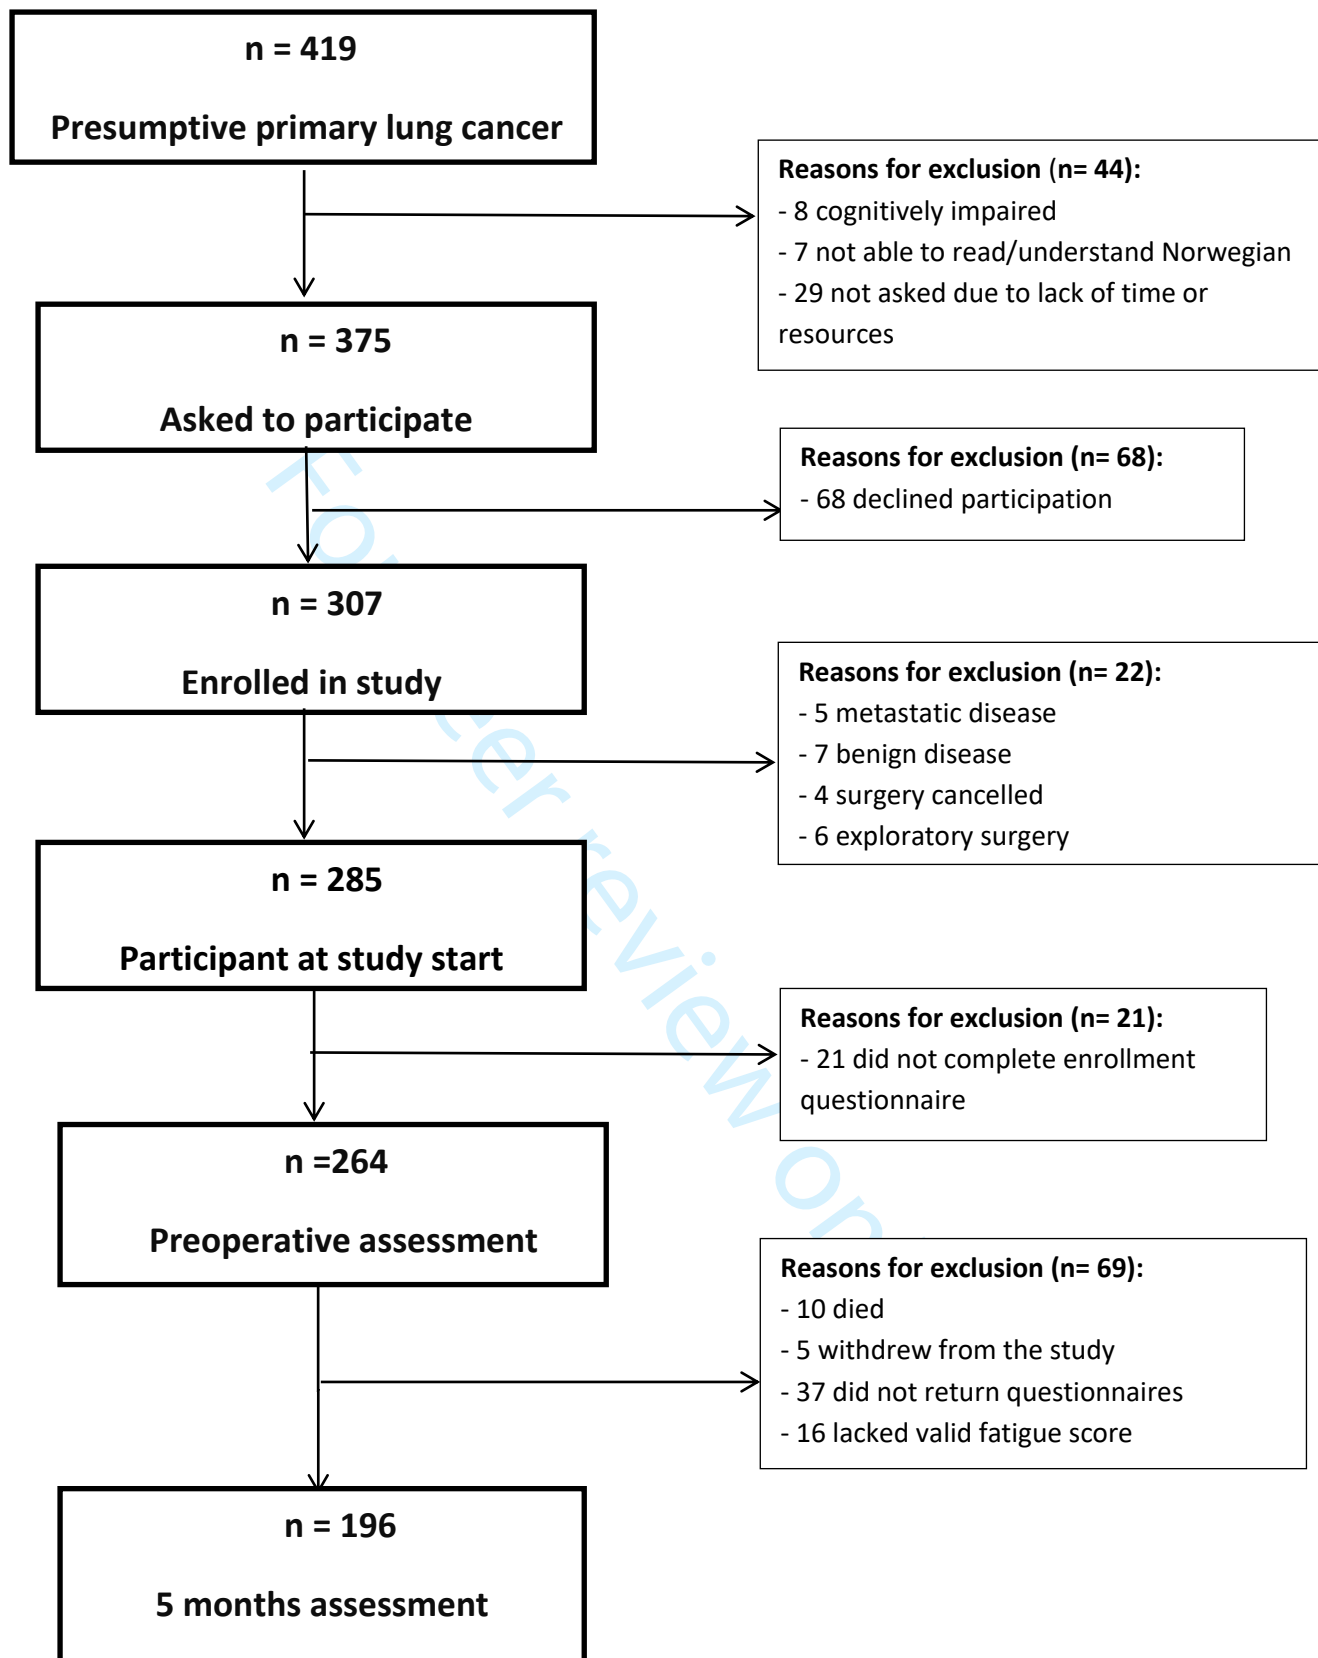 n = 419
Presumptive primary lung cancer
Reasons for exclusion (n= 44):
- 8 cognitively impaired
- 7 not able to read/understand Norwegian
- 29 not asked due to lack of time or
resources
n = 375
Asked to participate
Reasons for exclusion (n= 68):
- 68 declined participation
n = 307
Enrolled in study
Reasons for exclusion (n= 22):
- 5 metastatic disease
- 7 benign disease
- 4 surgery cancelled
- 6 exploratory surgery
n = 285
Participant at study start
Reasons for exclusion (n= 21):
- 21 did not complete enrollment
questionnaire
n =264
Preoperative assessment
Reasons for exclusion (n= 69):
- 10 died
- 5 withdrew from the study
- 37 did not return questionnaires
- 16 lacked valid fatigue score
n = 196
5 months assessment
For
review